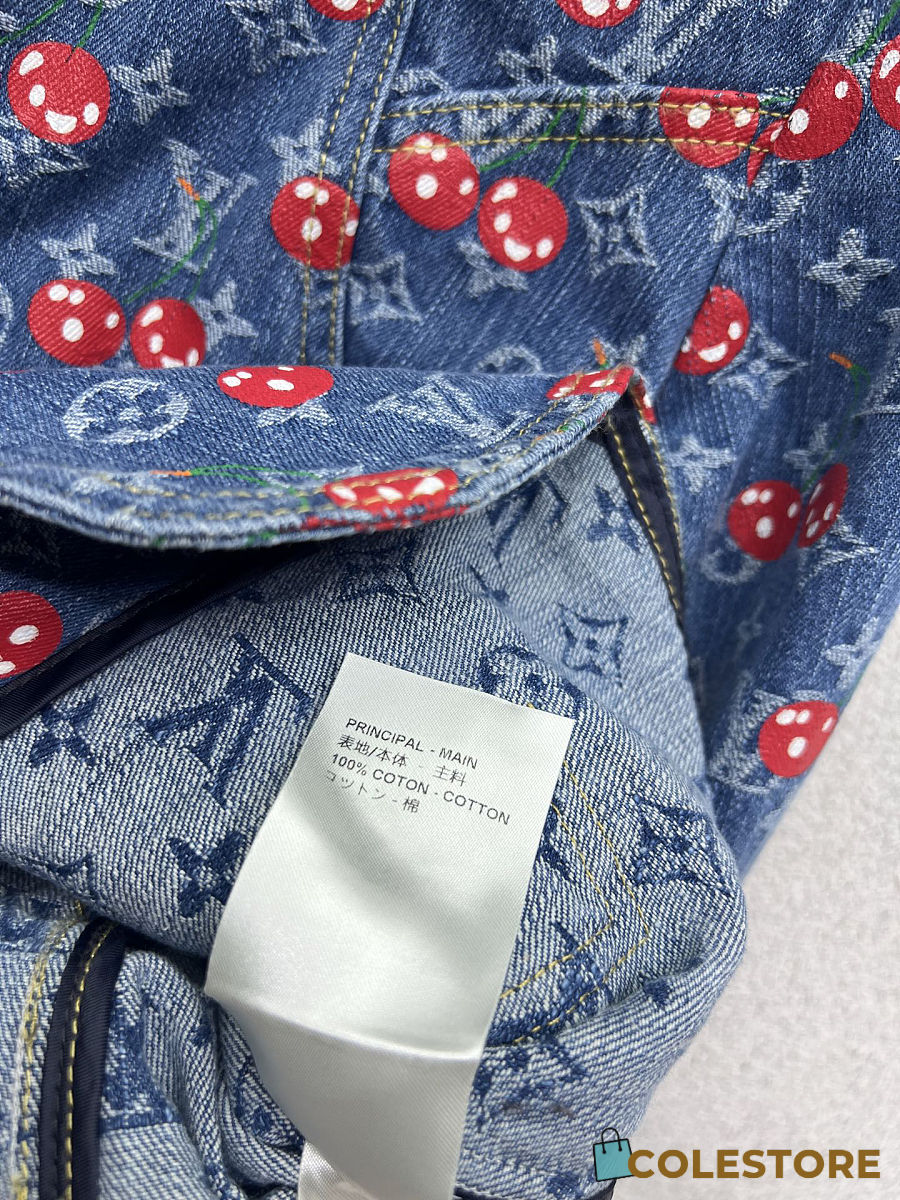 PRINCIPAL - MAIN
表地/本体 - 主料
100% COTON - COTTON
コットン - 棉
COLESTORE